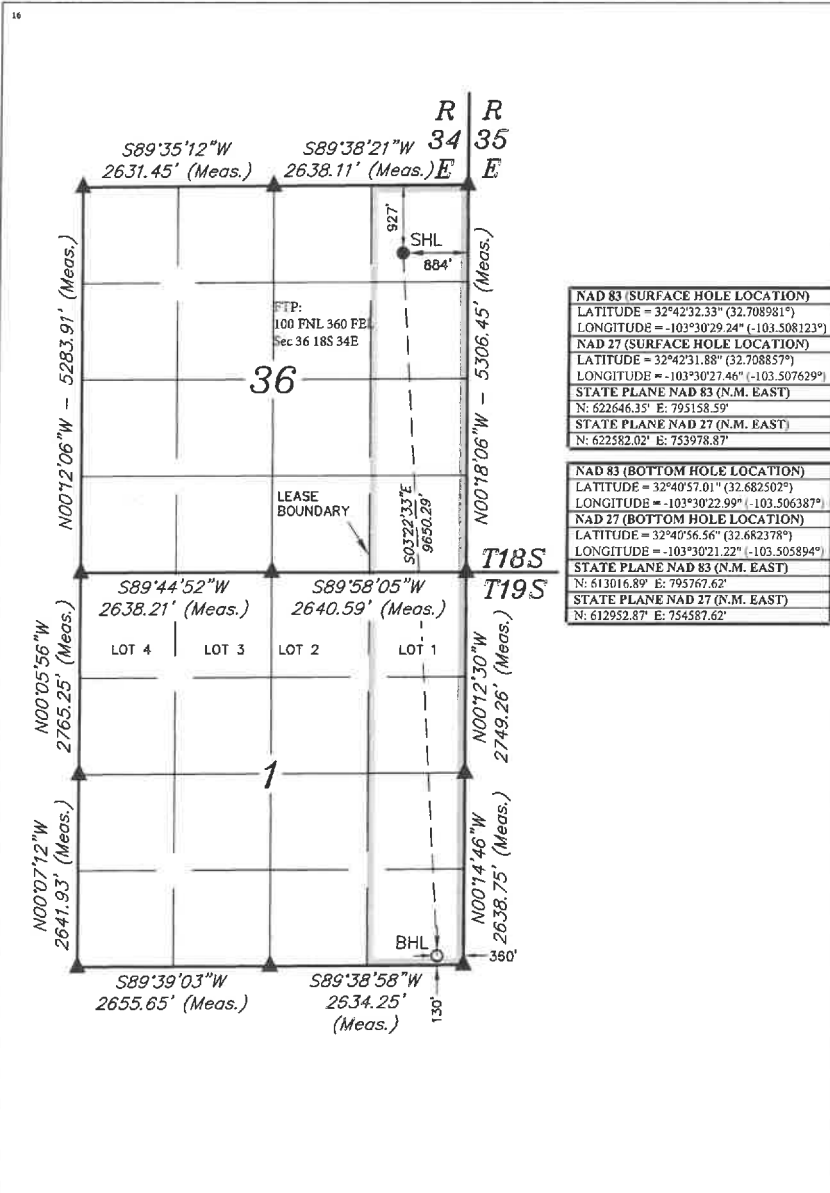 16
R R
34 35
E E
S89°35'12"W
2631.45' (Meas.)
S89°38'21"W
2638.11' (Meas.)
927'
SHL
884'
N00°12'06"W - 5283.91' (Meas.)
N00°18'06"W - 5306.45' (Meas.)
FTP:
100 FNL 360 FEL
Sec 36 18S 34E
36
LEASE
BOUNDARY
S03°22'33"E
9650.29'
T18S
T19S
S89°44'52"W
2638.21' (Meas.)
S89°58'05"W
2640.59' (Meas.)
LOT 4
LOT 3
LOT 2
LOT 1
N00°05'56"W
2765.25' (Meas.)
N00°12'30"W
2749.26' (Meas.)
1
N00°07'12"W
2641.93' (Meas.)
N00°14'46"W
2638.75' (Meas.)
BHL
360'
130'
S89°39'03"W
2655.65' (Meas.)
S89°38'58"W
2634.25'
(Meas.)
NAD 83 (SURFACE HOLE LOCATION)
LATITUDE = 32°42'32.33" (32.708981°)
LONGITUDE = -103°30'29.24" (-103.508123°)
NAD 27 (SURFACE HOLE LOCATION)
LATITUDE = 32°42'31.88" (32.708857°)
LONGITUDE = -103°30'27.46" (-103.507629°)
STATE PLANE NAD 83 (N.M. EAST)
N: 622646.35' E: 795158.59'
STATE PLANE NAD 27 (N.M. EAST)
N: 622582.02' E: 753978.87'
NAD 83 (BOTTOM HOLE LOCATION)
LATITUDE = 32°40'57.01" (32.682502°)
LONGITUDE = -103°30'22.99" (-103.506387°)
NAD 27 (BOTTOM HOLE LOCATION)
LATITUDE = 32°40'56.56" (32.682378°)
LONGITUDE = -103°30'21.22" (-103.505894°)
STATE PLANE NAD 83 (N.M. EAST)
N: 613016.89' E: 795767.62'
STATE PLANE NAD 27 (N.M. EAST)
N: 612952.87' E: 754587.62'